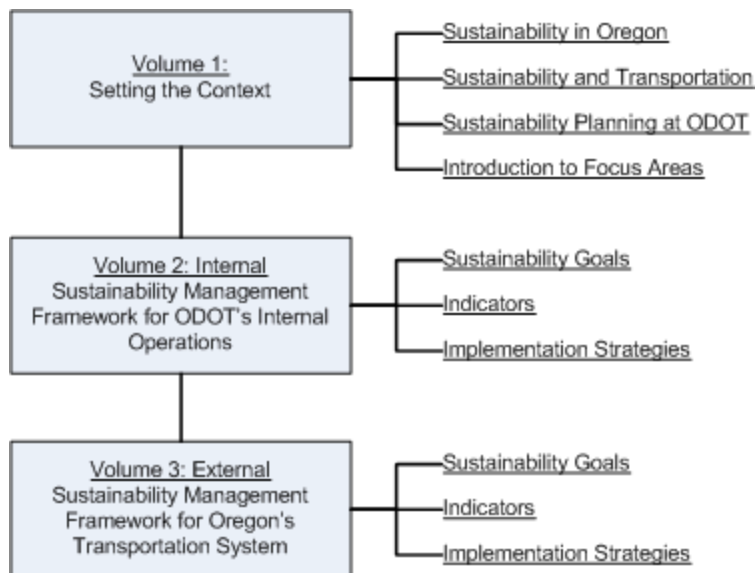 Volume 1:
Setting the Context
Sustainability in Oregon
Sustainability and Transportation
Sustainability Planning at ODOT
Introduction to Focus Areas
Volume 2: Internal
Sustainability Management
Framework for ODOT's Internal
Operations
Sustainability Goals
Indicators
Implementation Strategies
Volume 3: External
Sustainability Management
Framework for Oregon's
Transportation System
Sustainability Goals
Indicators
Implementation Strategies